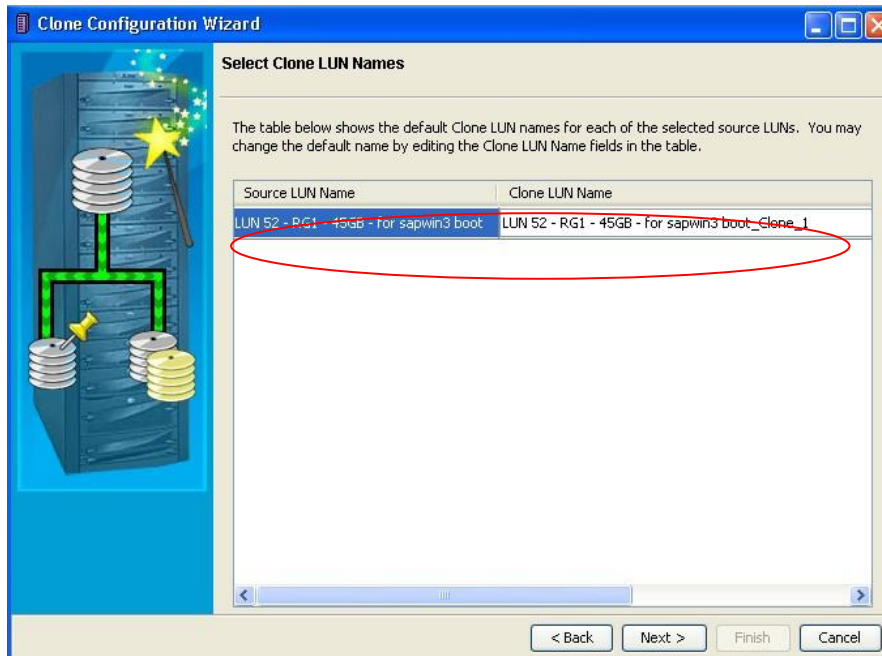 Clone Configuration Wizard
Select Clone LUN Names
The table below shows the default Clone LUN names for each of the selected source LUNs. You may
change the default name by editing the Clone LUN Name fields in the table.
Source LUN Name Clone LUN Name
LUN 52 - RG1 - 45GB - for sapwin3 boot LUN 52 - RG1 - 45GB - for sapwin3 boot_Clone_1
< Back Next > Finish Cancel